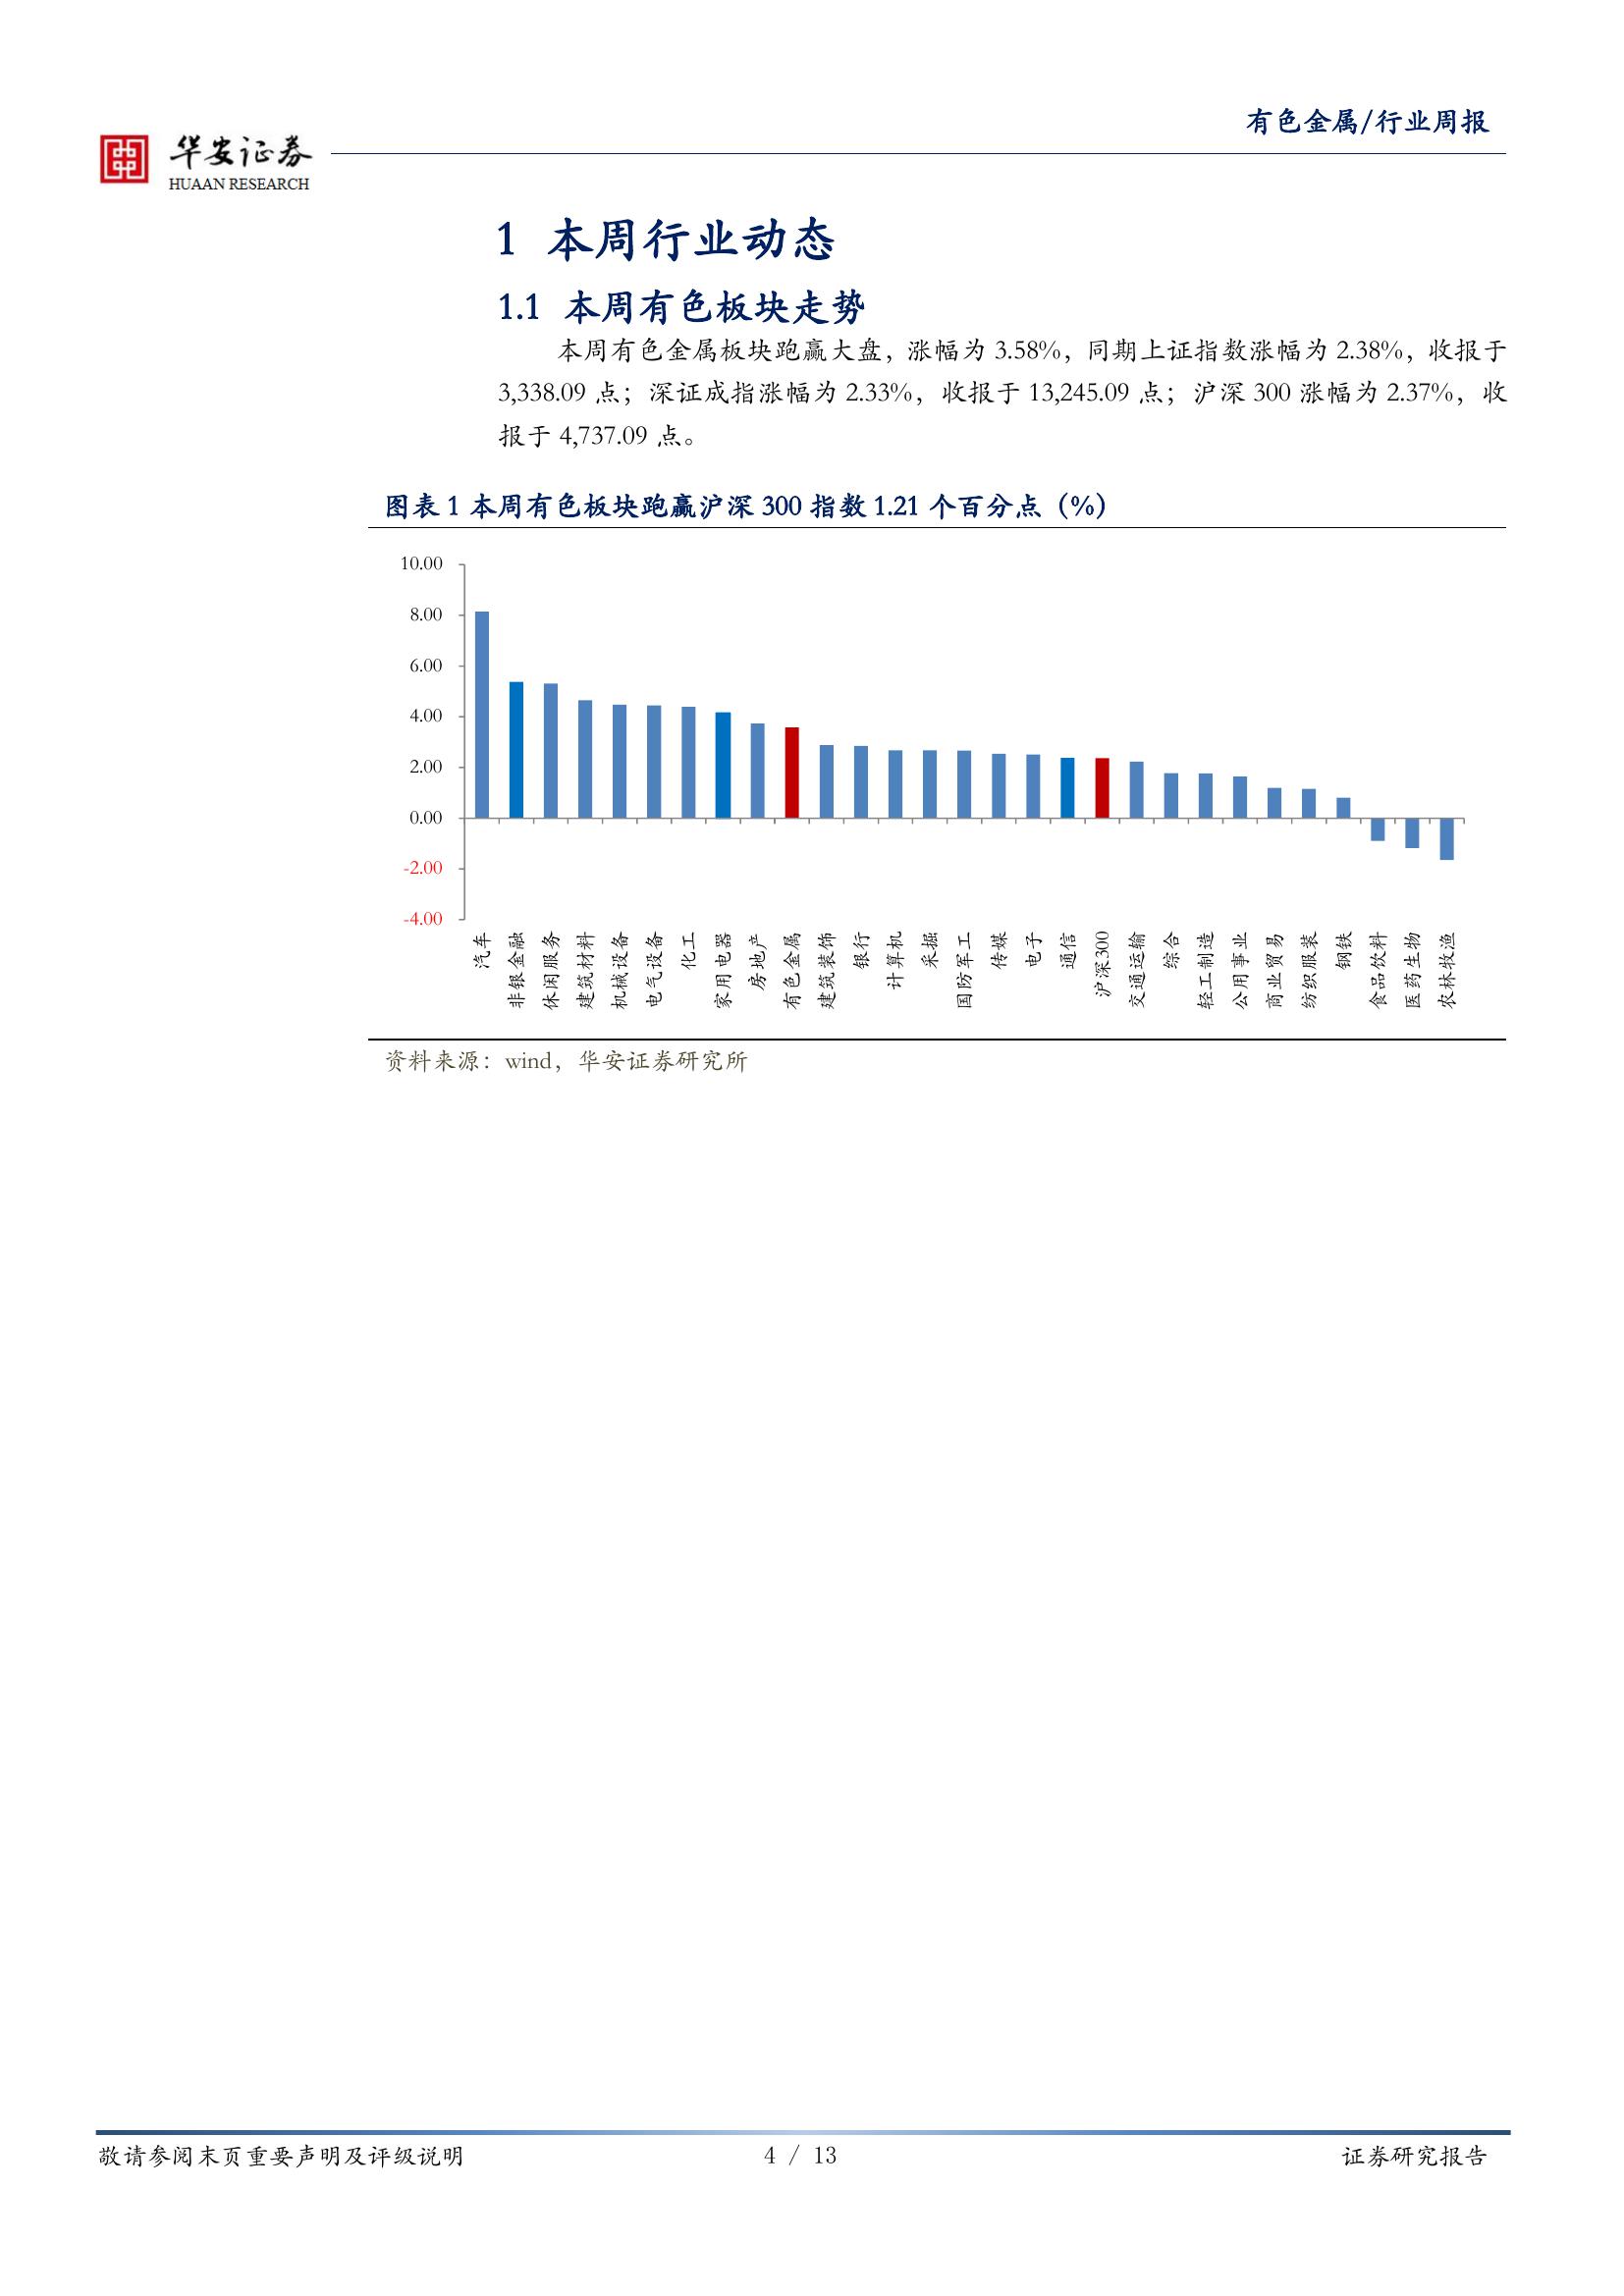 有色金属/行业周报
华安证券
HUAAN RESEARCH
1 本周行业动态
1.1 本周有色板块走势
本周有色金属板块跑赢大盘，涨幅为 3.58%，同期上证指数涨幅为 2.38%，收报于
3,338.09 点；深证成指涨幅为 2.33%，收报于 13,245.09 点；沪深 300 涨幅为 2.37%，收
报于 4,737.09 点。
图表 1 本周有色板块跑赢沪深 300 指数 1.21 个百分点（%）
10.00
8.00
6.00
4.00
2.00
0.00
-2.00
-4.00
汽车
非银金融
休闲服务
建筑材料
机械设备
电气设备
化工
家用电器
房地产
有色金属
建筑装饰
银行
计算机
采掘
国防军工
传媒
电子
通信
沪深300
交通运输
综合
轻工制造
公用事业
商业贸易
纺织服装
钢铁
食品饮料
医药生物
农林牧渔
资料来源：wind，华安证券研究所
敬请参阅末页重要声明及评级说明
4 / 13
证券研究报告